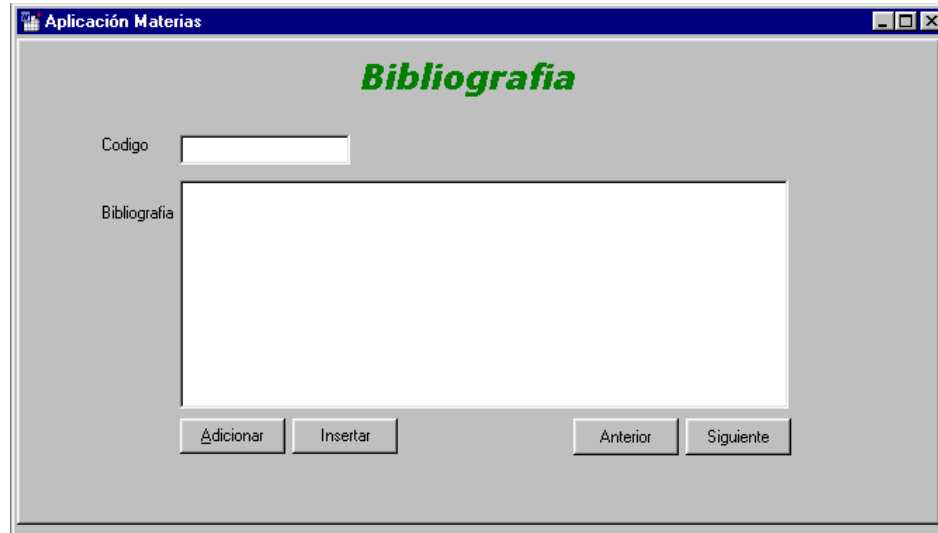 Aplicación Materias
Bibliografia
Codigo
Bibliografia
Adicionar Insertar Anterior Siguiente